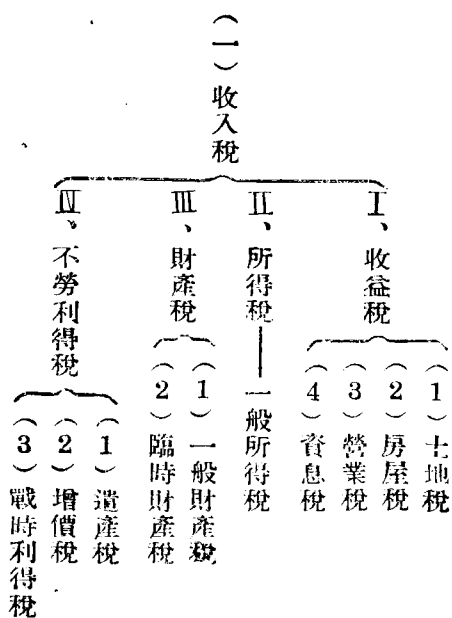 （一）收入稅
I、收益稅
（1）土地稅
（2）房屋稅
（3）營業稅
（4）資息稅
II、所得稅
一般所得稅
III、財產稅
（1）一般財產稅
（2）臨時財產稅
IV、不勞利得稅
（1）遺產稅
（2）增價稅
（3）戰時利得稅